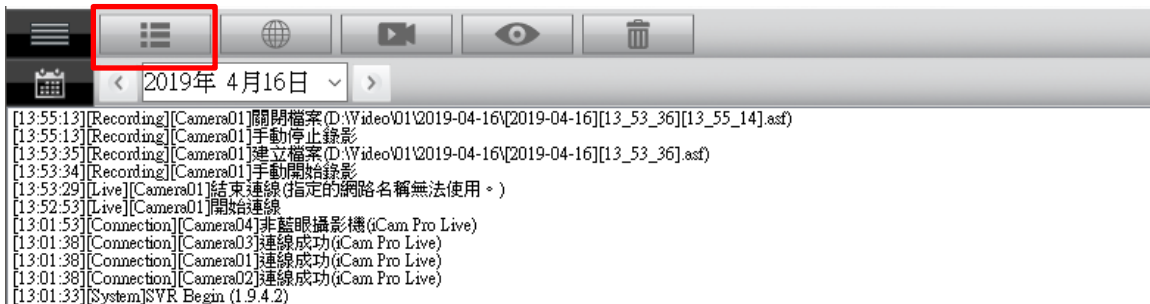 2019年 4月16日
[13:55:13][Recording][Camera01]關閉檔案(D:\Video\01\2019-04-16\[2019-04-16][13_53_36][13_55_14].asf)
[13:55:13][Recording][Camera01]手動停止錄影
[13:53:35][Recording][Camera01]建立檔案(D:\Video\01\2019-04-16\[2019-04-16][13_53_36].asf)
[13:53:34][Recording][Camera01]手動開始錄影
[13:53:29][Live][Camera01]結束連線(指定的網路名稱無法使用。)
[13:52:53][Live][Camera01]開始連線
[13:01:53][Connection][Camera04]非藍眼攝影機(iCam Pro Live)
[13:01:38][Connection][Camera03]連線成功(iCam Pro Live)
[13:01:38][Connection][Camera01]連線成功(iCam Pro Live)
[13:01:38][Connection][Camera02]連線成功(iCam Pro Live)
[13:01:33][System]SVR Begin (1.9.4.2)